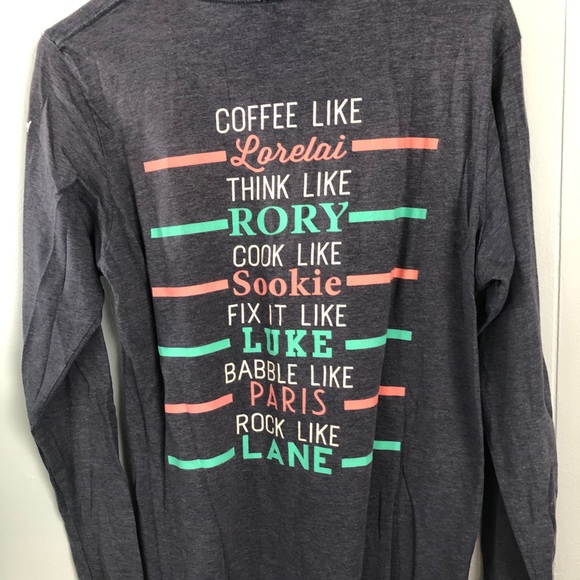 COFFEE LIKE
Lorelai
THINK LIKE
RORY
COOK LIKE
Sookie
FIX IT LIKE
LUKE
BABBLE LIKE
PARIS
ROCK LIKE
LANE